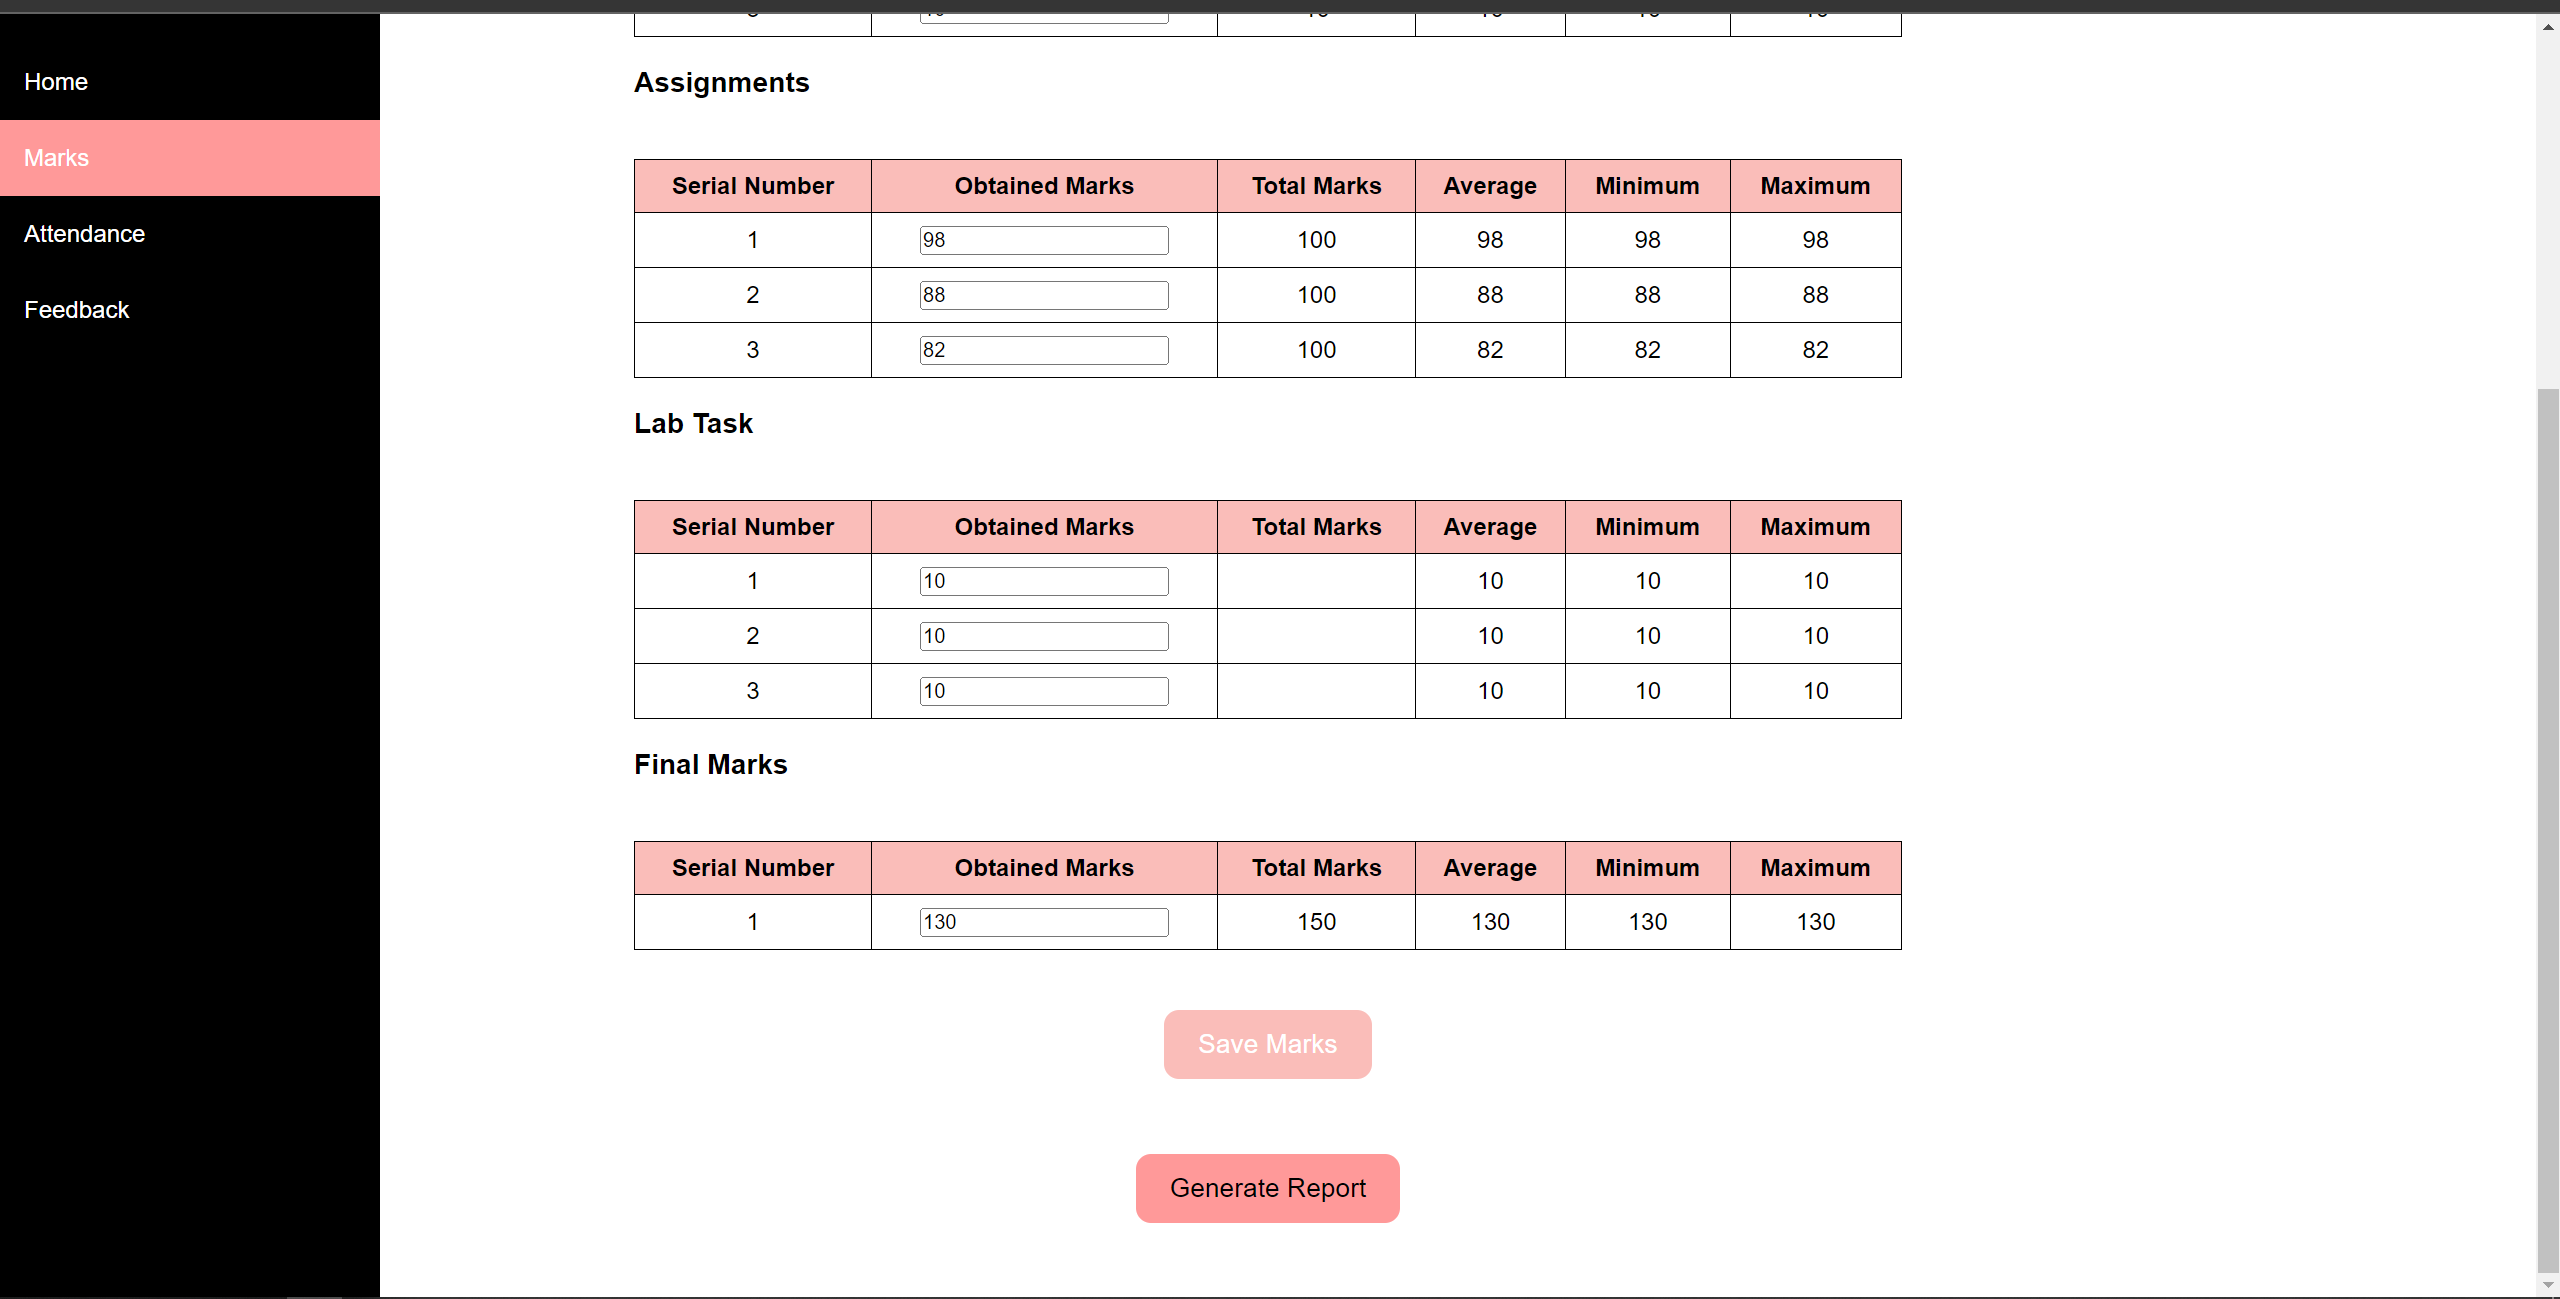 Home
Marks
Attendance
Feedback
Assignments
Serial Number Obtained Marks Total Marks Average Minimum Maximum
1 98 100 98 98 98
2 88 100 88 88 88
3 82 100 82 82 82
Lab Task
Serial Number Obtained Marks Total Marks Average Minimum Maximum
1 10 10 10 10
2 10 10 10 10
3 10 10 10 10
Final Marks
Serial Number Obtained Marks Total Marks Average Minimum Maximum
1 130 150 130 130 130
Save Marks
Generate Report